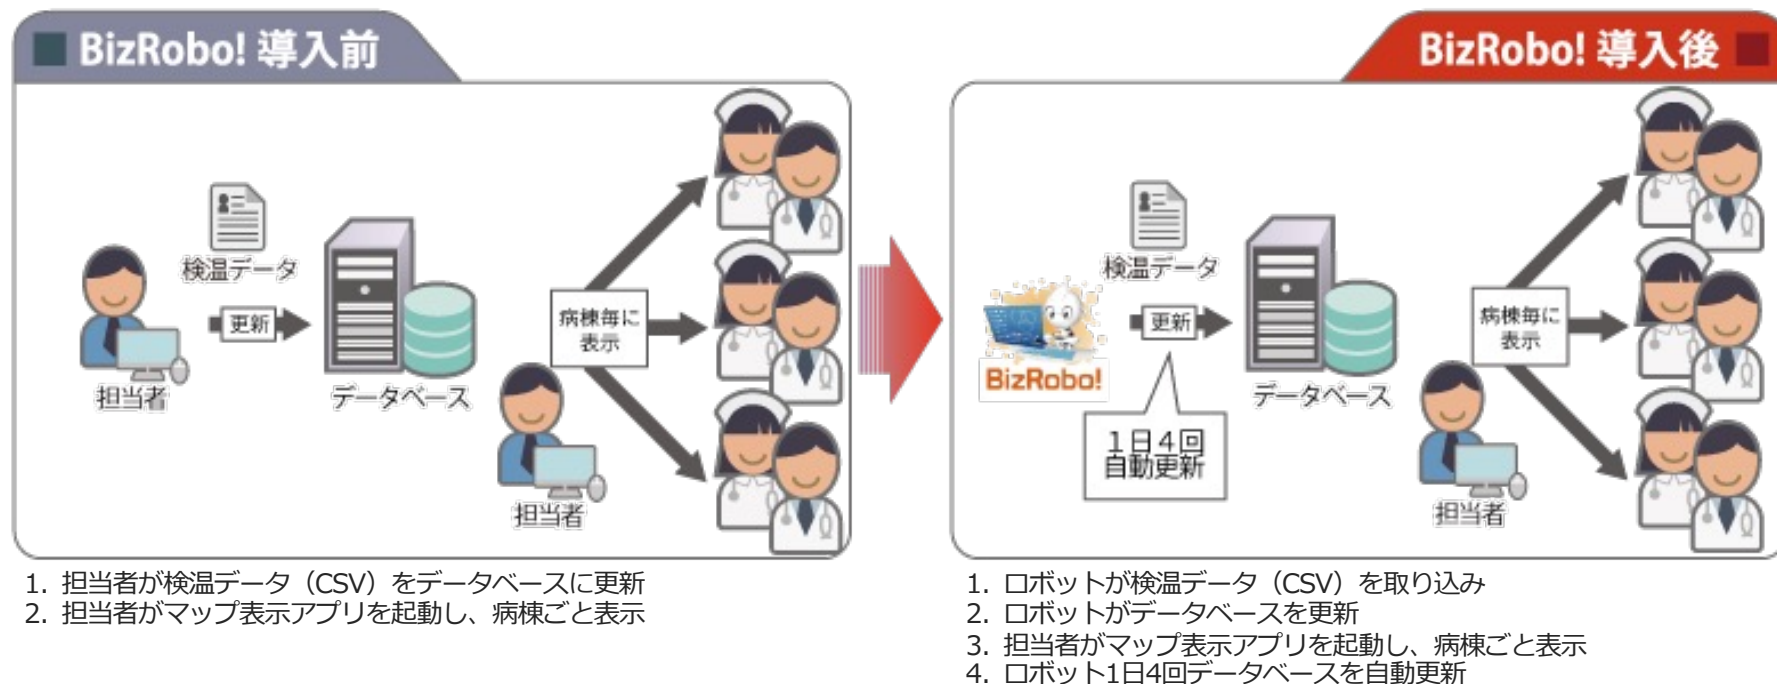 BizRobo! 導入前
検温データ
更新
担当者
データベース
病棟毎に
表示
担当者
1. 担当者が検温データ（CSV）をデータベースに更新
2. 担当者がマップ表示アプリを起動し、病棟ごと表示
BizRobo! 導入後
検温データ
更新
BizRobo!
1日4回
自動更新
データベース
病棟毎に
表示
担当者
1. ロボットが検温データ（CSV）を取り込み
2. ロボットがデータベースを更新
3. 担当者がマップ表示アプリを起動し、病棟ごと表示
4. ロボット1日4回データベースを自動更新